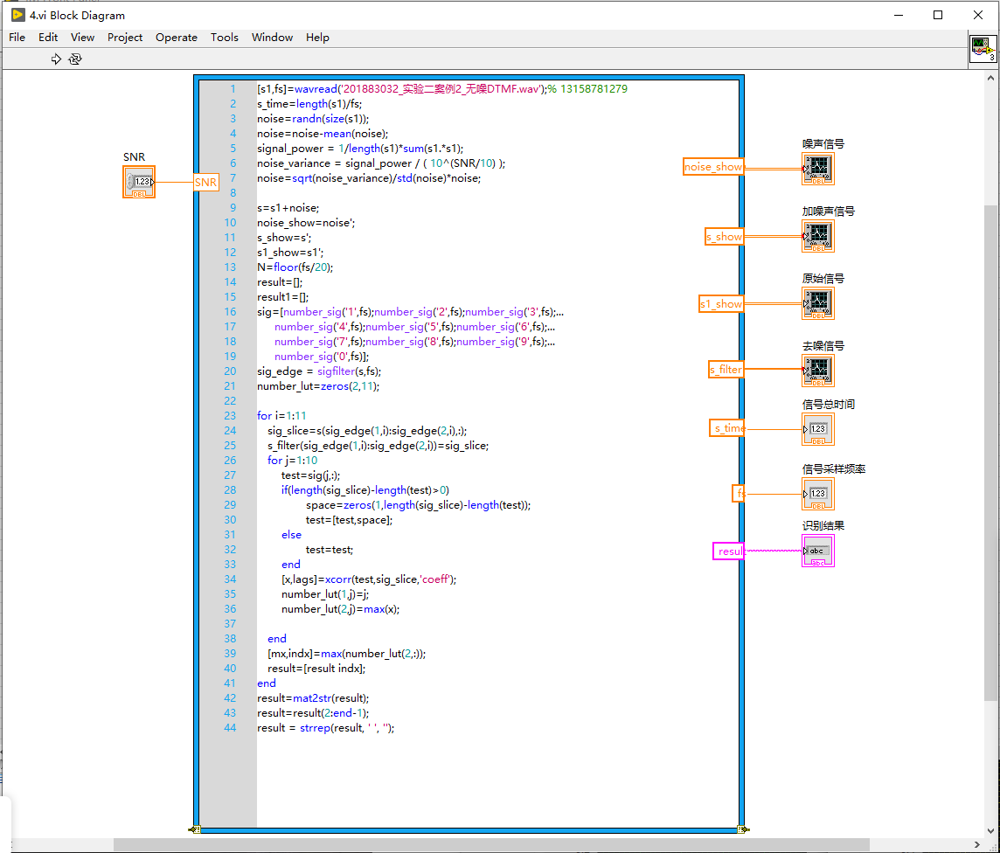 4.vi Block Diagram
File Edit View Project Operate Tools Window Help
3
1 [s1,fs]=wavread('201883032_实验二案例2_无噪DTMF.wav');% 13158781279
2 s_time=length(s1)/fs;
3 noise=randn(size(s1));
4 noise=noise-mean(noise);
5 signal_power = 1/length(s1)*sum(s1.*s1);
6 noise_variance = signal_power / ( 10^(SNR/10) );
7 noise=sqrt(noise_variance)/std(noise)*noise;
8
9 s=s1+noise;
10 noise_show=noise';
11 s_show=s';
12 s1_show=s1';
13 N=floor(fs/20);
14 result=[];
15 result1=[];
16 sig=[number_sig('1',fs);number_sig('2',fs);number_sig('3',fs);...
17 number_sig('4',fs);number_sig('5',fs);number_sig('6',fs);...
18 number_sig('7',fs);number_sig('8',fs);number_sig('9',fs);...
19 number_sig('0',fs)];
20 sig_edge = sigfilter(s,fs);
21 number_lut=zeros(2,11);
22
23 for i=1:11
24 sig_slice=s(sig_edge(1,i):sig_edge(2,i),:);
25 s_filter(sig_edge(1,i):sig_edge(2,i))=sig_slice;
26 for j=1:10
27 test=sig(j,:);
28 if(length(sig_slice)-length(test)>0)
29 space=zeros(1,length(sig_slice)-length(test));
30 test=[test,space];
31 else
32 test=test;
33 end
34 [x,lags]=xcorr(test,sig_slice,'coeff');
35 number_lut(1,j)=j;
36 number_lut(2,j)=max(x);
37
38 end
39 [mx,indx]=max(number_lut(2,:));
40 result=[result indx];
41 end
42 result=mat2str(result);
43 result=result(2:end-1);
44 result = strrep(result, ' ', '');
SNR
1.23
DBL
SNR
noise_show
噪声信号
DBL
s_show
加噪声信号
DBL
s1_show
原始信号
DBL
s_filter
去噪信号
DBL
s_time
信号总时间
1.23
DBL
fs
信号采样频率
1.23
DBL
result
识别结果
abc
abc